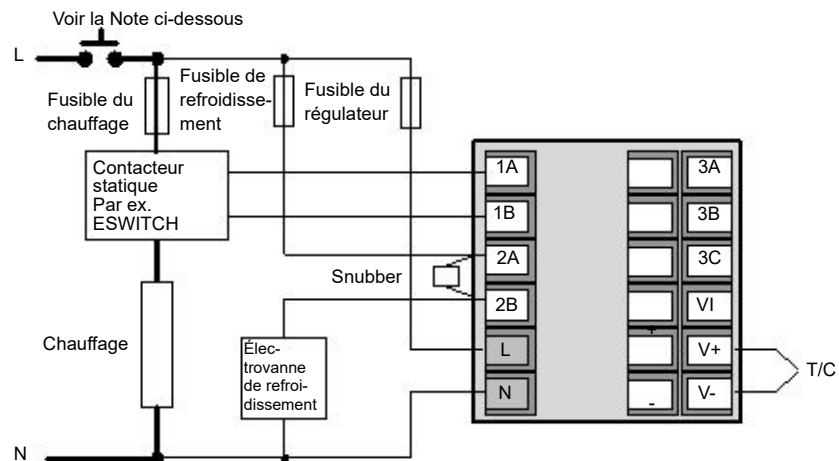 Voir la Note ci-dessous
L
Fusible du
chauffage
Fusible de
refroidisse-
ment
Fusible du
régulateur
Contacteur
statique
Par ex.
ESWITCH
Chauffage
Snubber
Élec-
trovanne
de refroi-
dissement
N
1A
1B
2A
2B
L
N
3A
3B
3C
VI
+
V+
-
V-
T/C